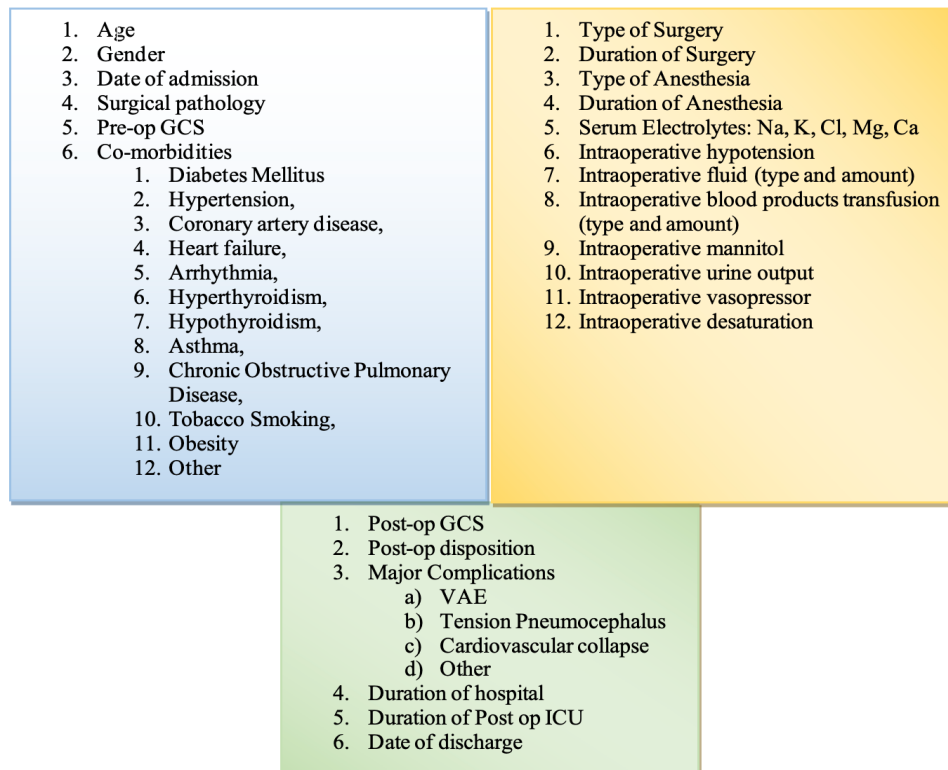 1. Age
2. Gender
3. Date of admission
4. Surgical pathology
5. Pre-op GCS
6. Co-morbidities
1. Diabetes Mellitus
2. Hypertension,
3. Coronary artery disease,
4. Heart failure,
5. Arrhythmia,
6. Hyperthyroidism,
7. Hypothyroidism,
8. Asthma,
9. Chronic Obstructive Pulmonary
Disease,
10. Tobacco Smoking,
11. Obesity
12. Other
1. Type of Surgery
2. Duration of Surgery
3. Type of Anesthesia
4. Duration of Anesthesia
5. Serum Electrolytes: Na, K, Cl, Mg, Ca
6. Intraoperative hypotension
7. Intraoperative fluid (type and amount)
8. Intraoperative blood products transfusion
(type and amount)
9. Intraoperative mannitol
10. Intraoperative urine output
11. Intraoperative vasopressor
12. Intraoperative desaturation
1. Post-op GCS
2. Post-op disposition
3. Major Complications
a) VAE
b) Tension Pneumocephalus
c) Cardiovascular collapse
d) Other
4. Duration of hospital
5. Duration of Post op ICU
6. Date of discharge